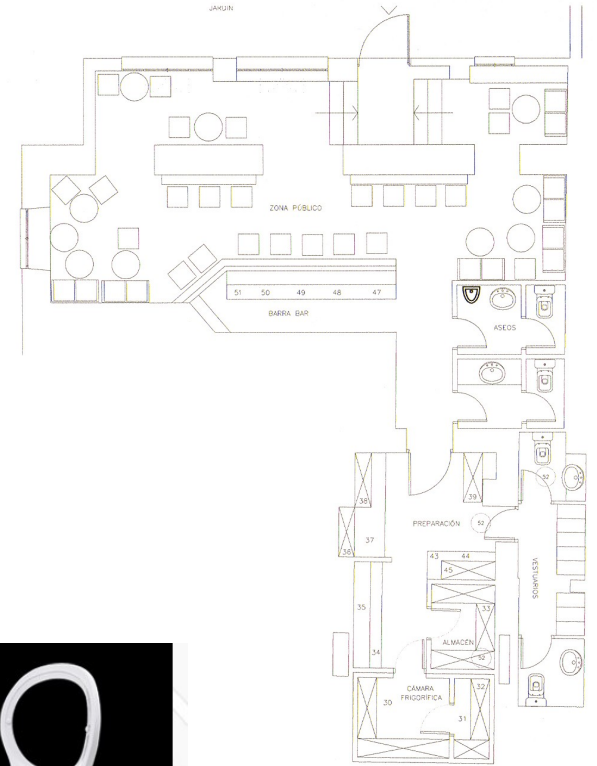 JARDIN
ZONA PÚBLICO
51 50 49 48 47
BARRA BAR
ASEOS
38
39
52
36
37
PREPARACIÓN
52
43 44
45
VESTUARIOS
35
33
34
ALMACÉN
52
CÁMARA
FRIGORÍFICA
32
30
31